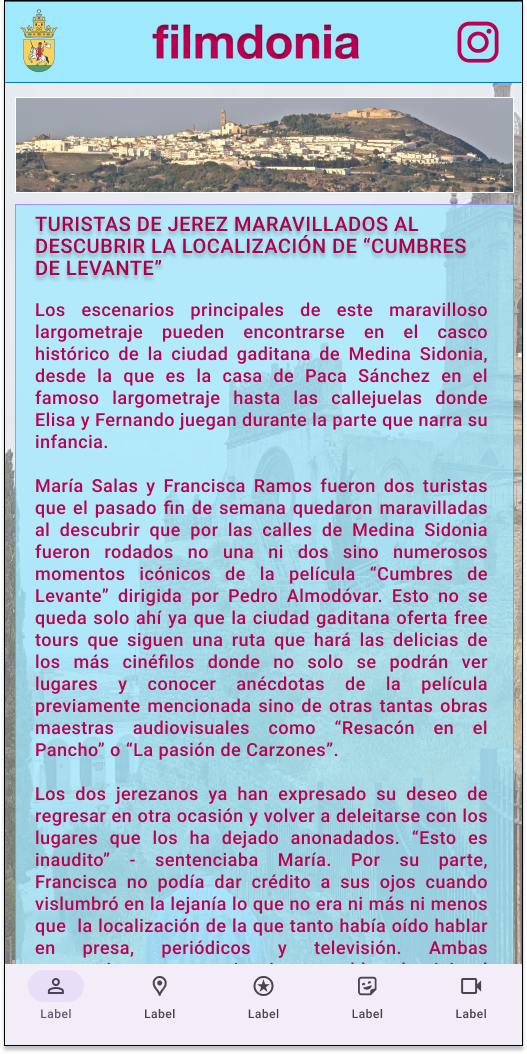 filmdonia
TURISTAS DE JEREZ MARAVILLADOS AL
DESCUBRIR LA LOCALIZACIÓN DE “CUMBRES
DE LEVANTE”
Los escenarios principales de este maravilloso
largometraje pueden encontrarse en el casco
histórico de la ciudad gaditana de Medina Sidonia,
desde la que es la casa de Paca Sánchez en el
famoso largometraje hasta las callejuelas donde
Elisa y Fernando juegan durante la parte que narra su
infancia.
María Salas y Francisca Ramos fueron dos turistas
que el pasado fin de semana quedaron maravilladas
al descubrir que por las calles de Medina Sidonia
fueron rodados no una ni dos sino numerosos
momentos icónicos de la película “Cumbres de
Levante” dirigida por Pedro Almodóvar. Esto no se
queda solo ahí ya que la ciudad gaditana oferta free
tours que siguen una ruta que hará las delicias de
los más cinéfilos donde no solo se podrán ver
lugares y conocer anécdotas de la película
previamente mencionada sino de otras tantas obras
maestras audiovisuales como “Resacón en el
Pancho” o “La pasión de Carzones”.
Los dos jerezanos ya han expresado su deseo de
regresar en otra ocasión y volver a deleitarse con los
lugares que los ha dejado anonadados. “Esto es
inaudito” - sentenciaba María. Por su parte,
Francisca no podía dar crédito a sus ojos cuando
vislumbró en la lejanía lo que no era ni más ni menos
que la localización de la que tanto había oído hablar
en presa, periódicos y televisión. Ambas
Label
Label
Label
Label
Label